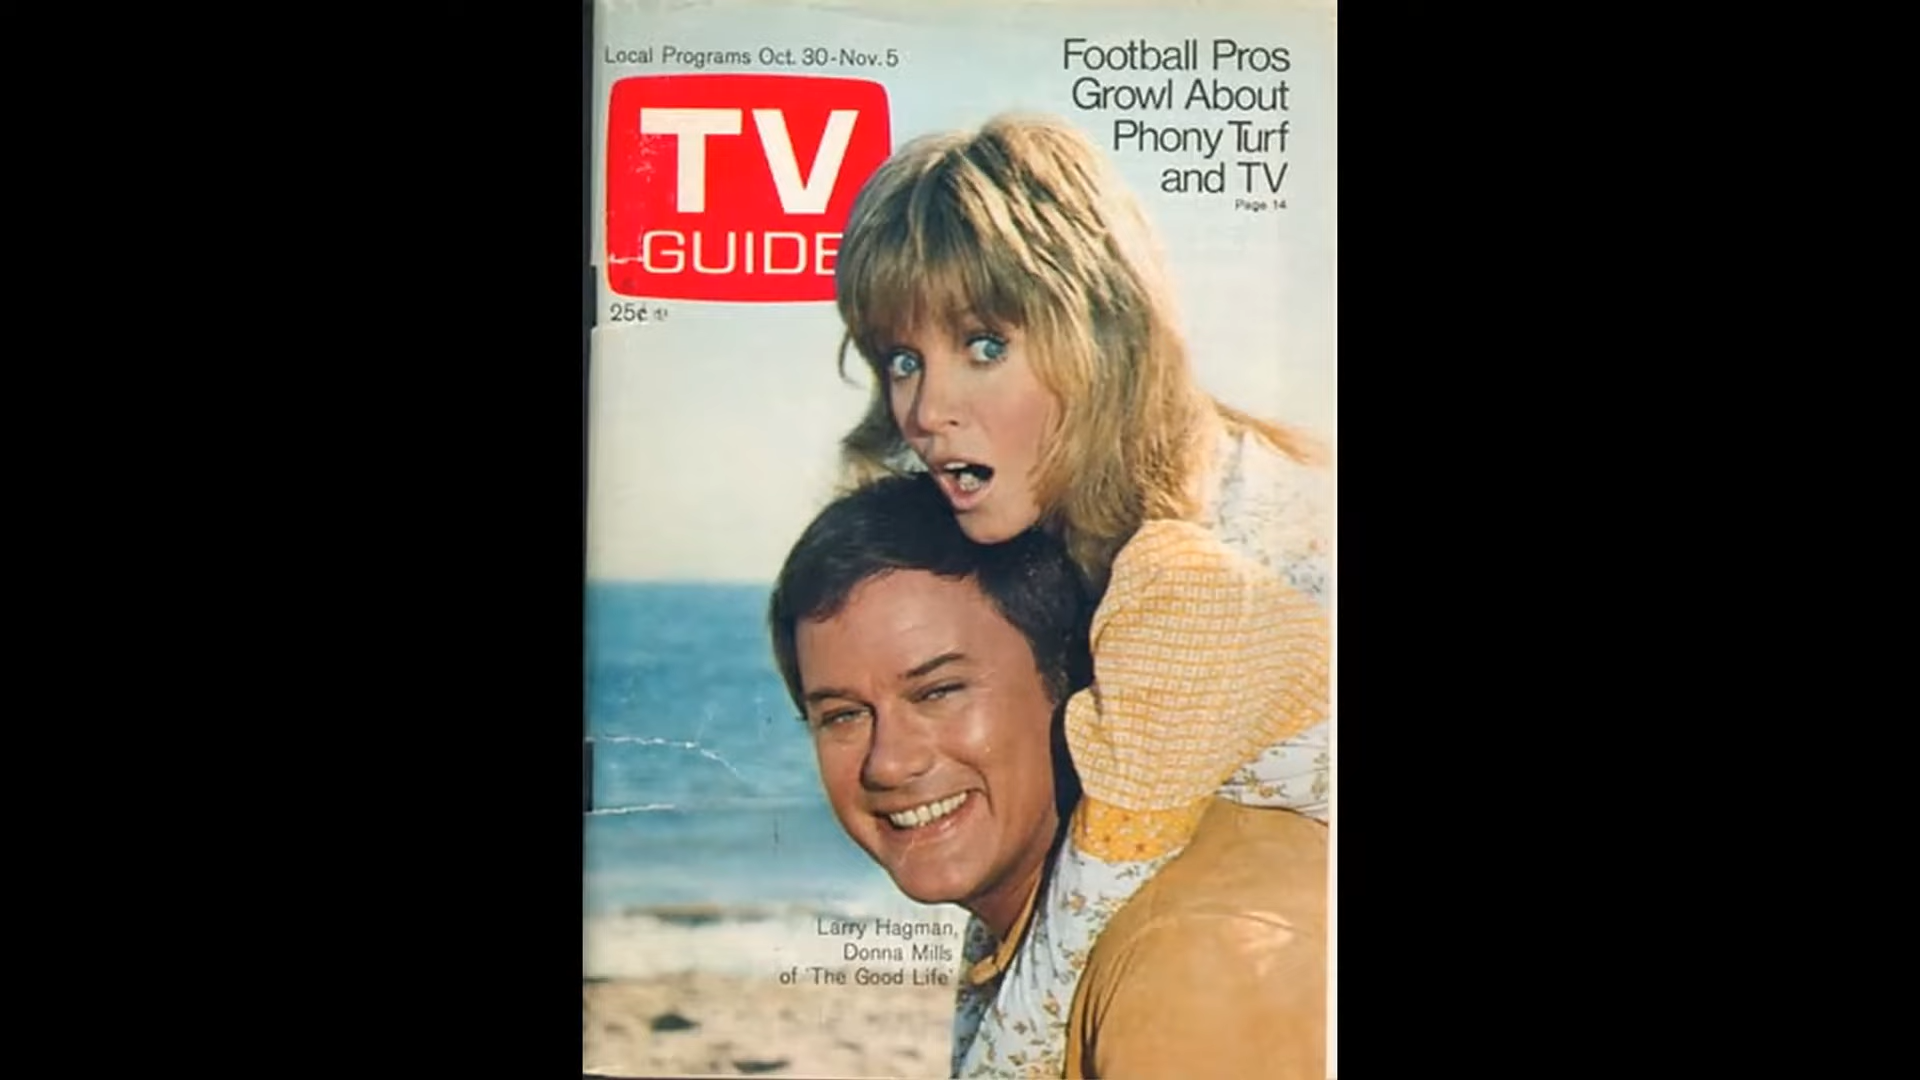 Local Programs Oct. 30-Nov. 5
TV
GUIDE
25¢
Football Pros
Growl About
Phony Turf
and TV
Page 14
Larry Hagman,
Donna Mills
of 'The Good Life'